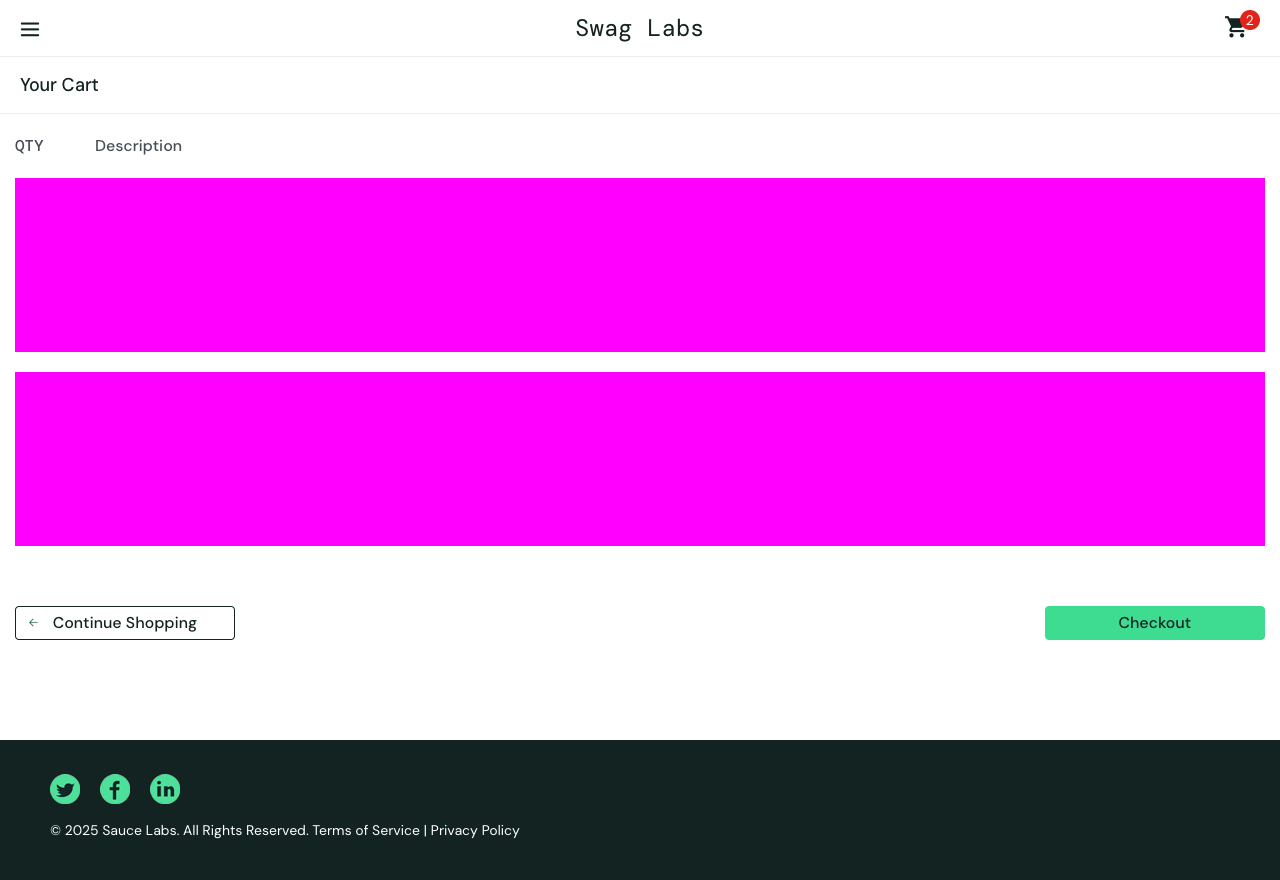 Swag Labs
2
Your Cart
QTY Description
Continue Shopping
Checkout
© 2025 Sauce Labs. All Rights Reserved. Terms of Service | Privacy Policy